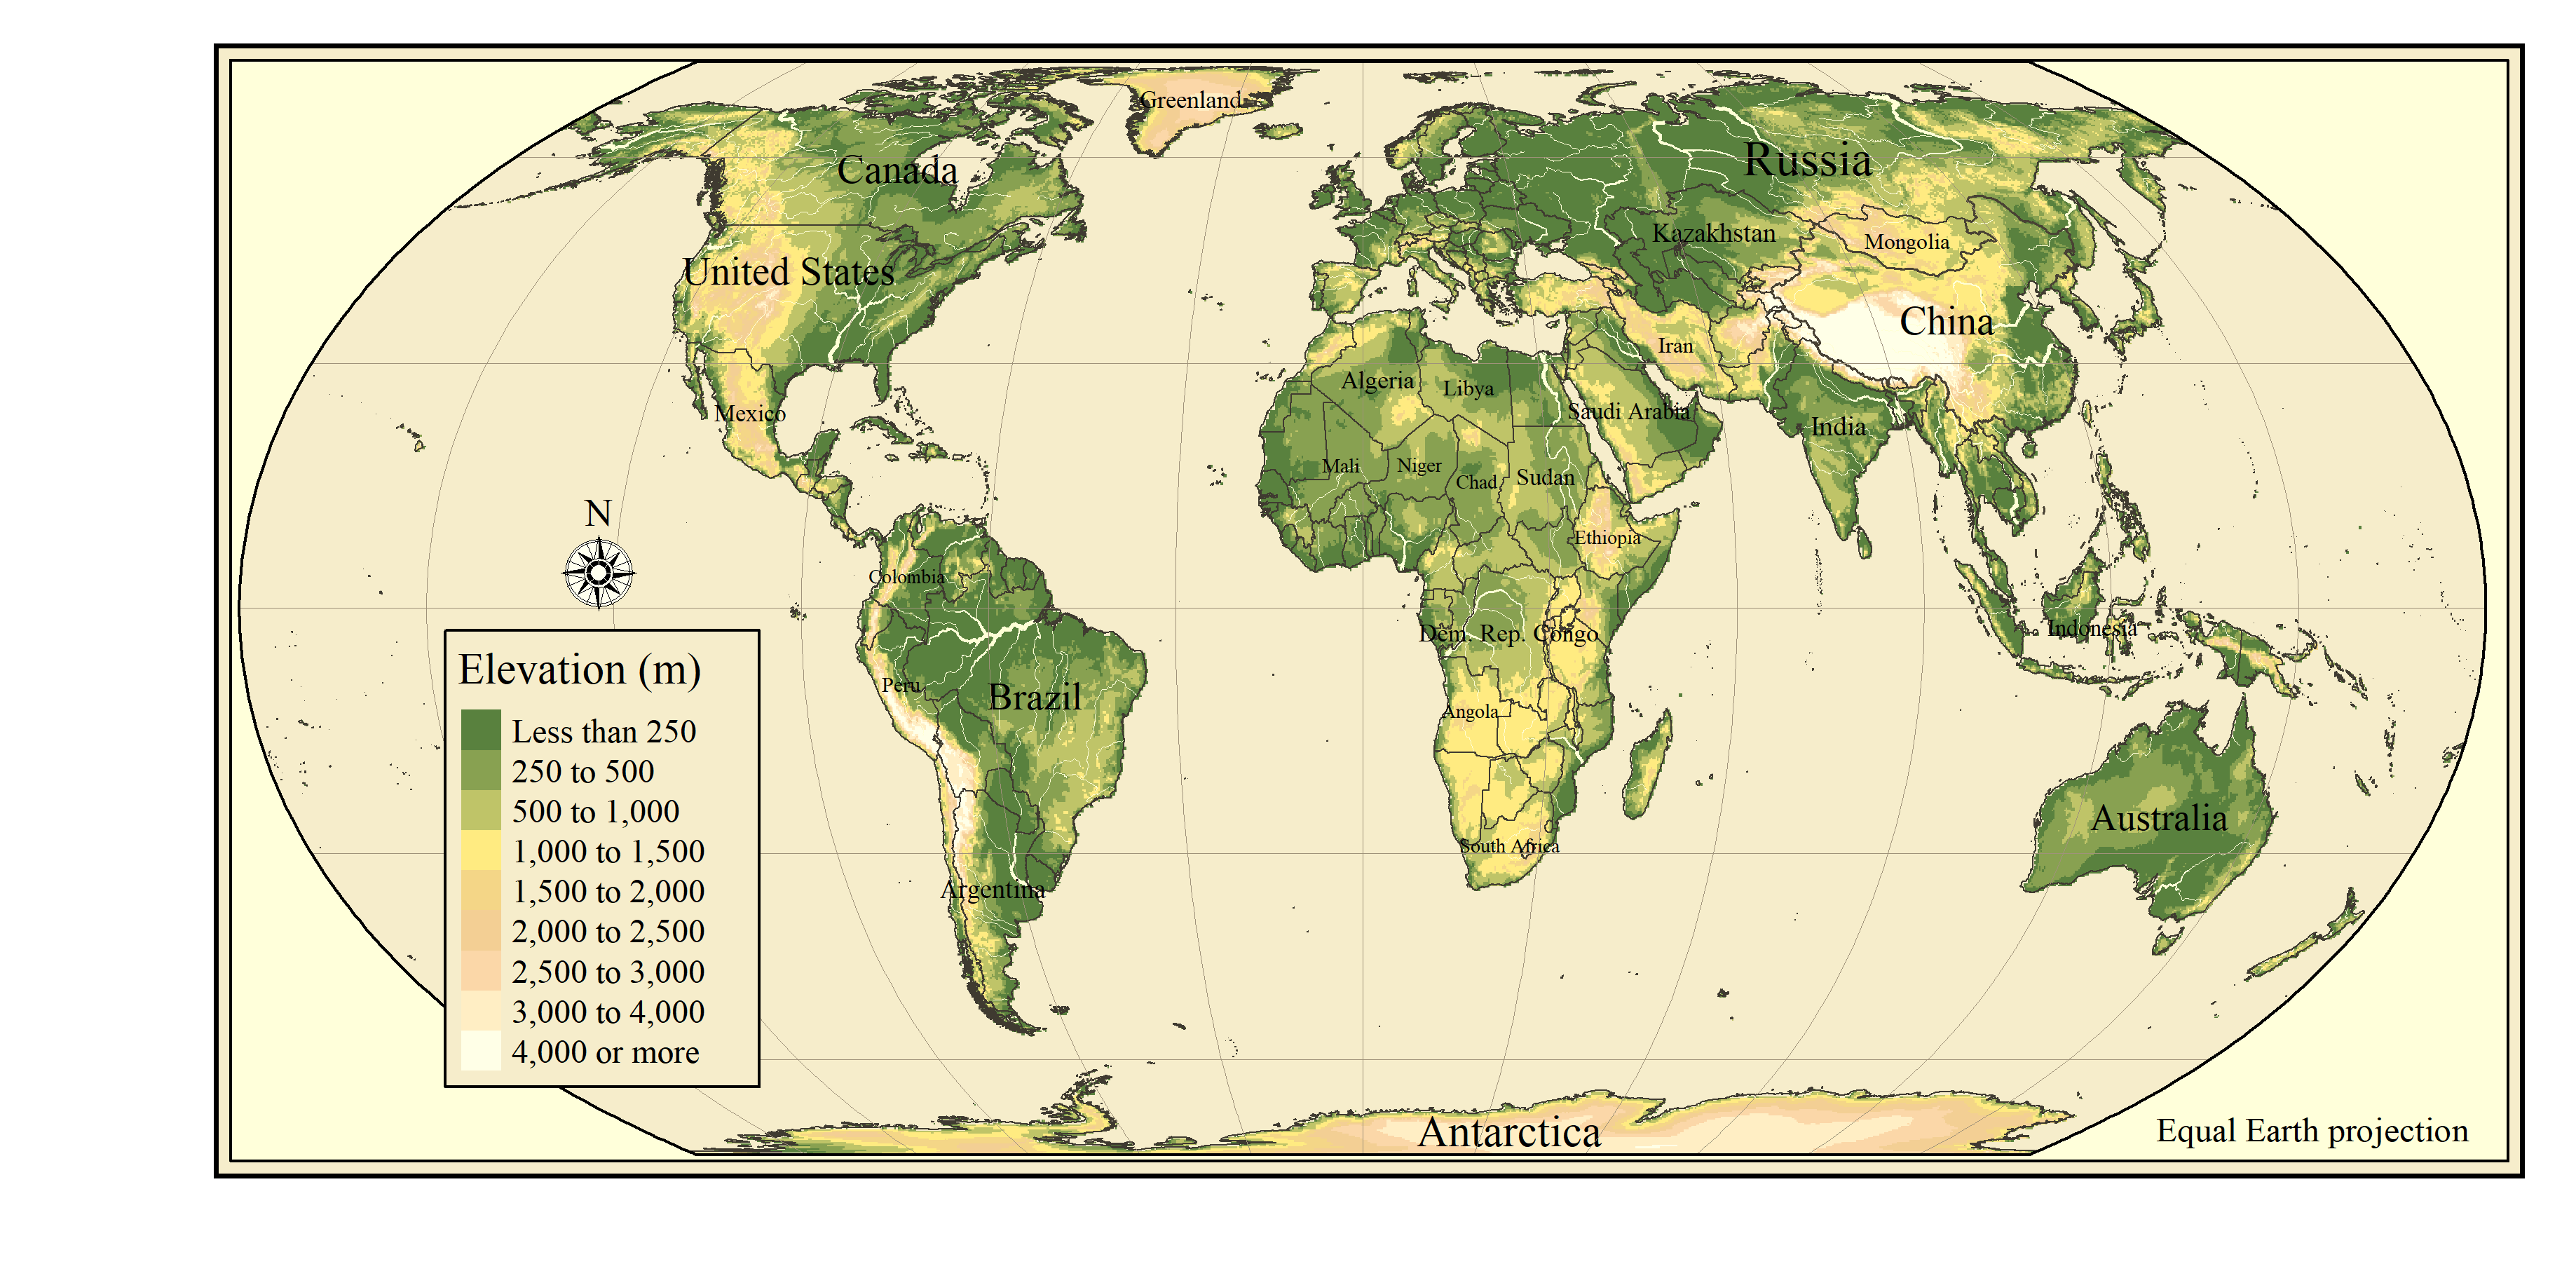 Greenland
Canada
Russia
Kazakhstan
Mongolia
United States
China
Iran
Algeria
Libya
Mexico
Saudi Arabia
India
Mali
Niger
Chad
Sudan
N
Ethiopia
Colombia
Indonesia
Dem. Rep. Congo
Peru
Brazil
Angola
Australia
South Africa
Argentina
Elevation (m)
Less than 250
250 to 500
500 to 1,000
1,000 to 1,500
1,500 to 2,000
2,000 to 2,500
2,500 to 3,000
3,000 to 4,000
4,000 or more
Antarctica
Equal Earth projection